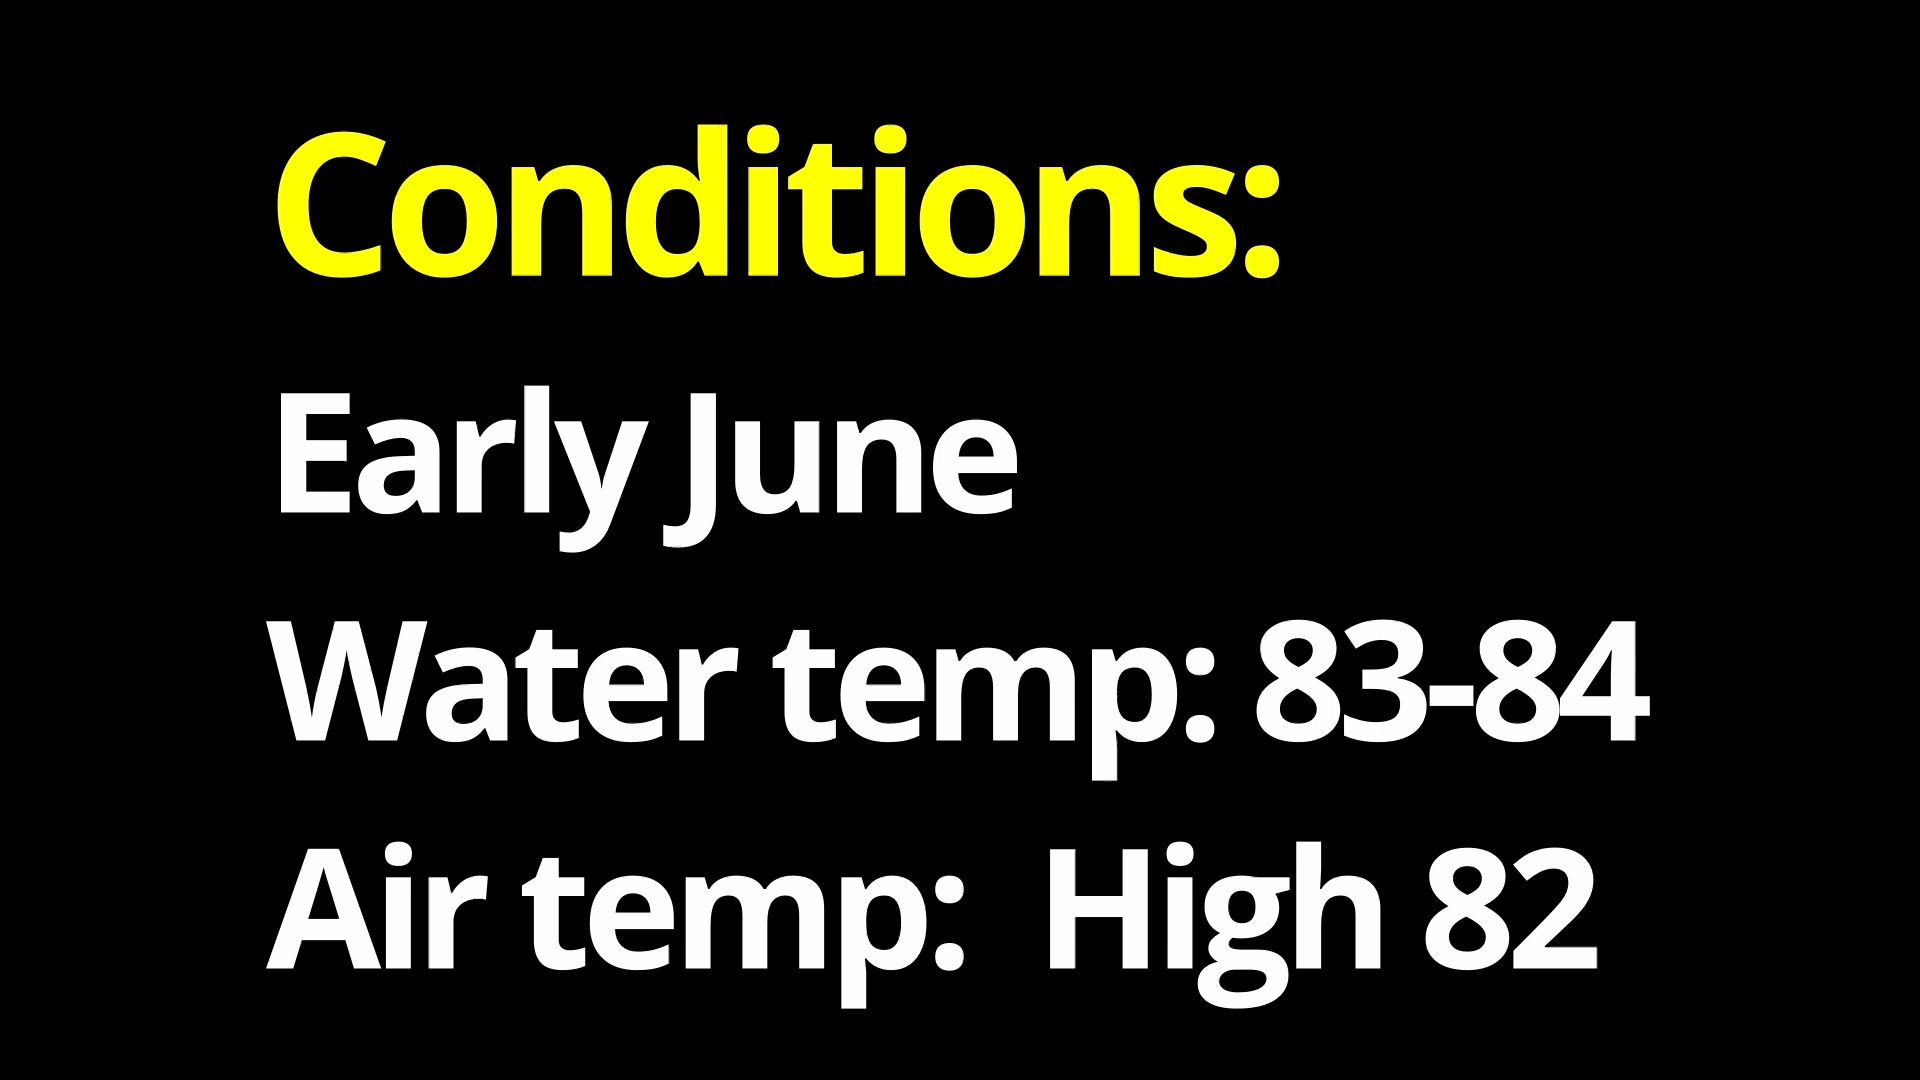 Conditions:
Early June
Water temp: 83-84
Air temp:  High 82